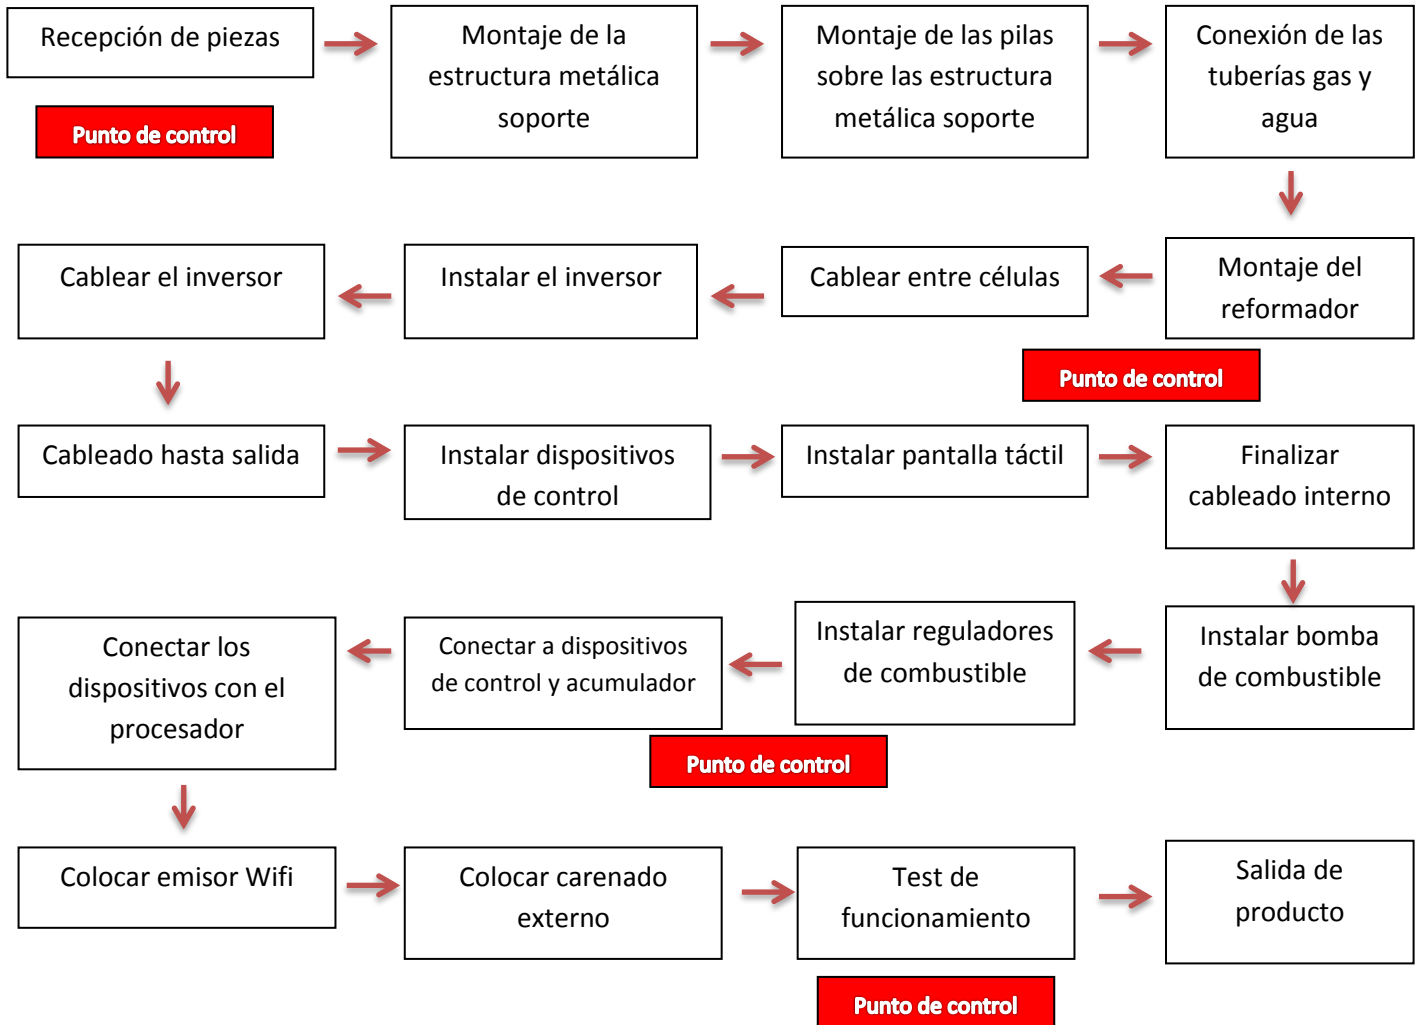 Recepción de piezas
Montaje de la
estructura metálica
soporte
Montaje de las pilas
sobre las estructura
metálica soporte
Conexión de las
tuberías gas y
agua
Punto de control
Cablear el inversor
Instalar el inversor
Cablear entre células
Montaje del
reformador
Punto de control
Cableado hasta salida
Instalar dispositivos
de control
Instalar pantalla táctil
Finalizar
cableado interno
Conectar los
dispositivos con el
procesador
Conectar a dispositivos
de control y acumulador
Instalar reguladores
de combustible
Instalar bomba
de combustible
Punto de control
Colocar emisor Wifi
Colocar carenado
externo
Test de
funcionamiento
Salida de
producto
Punto de control